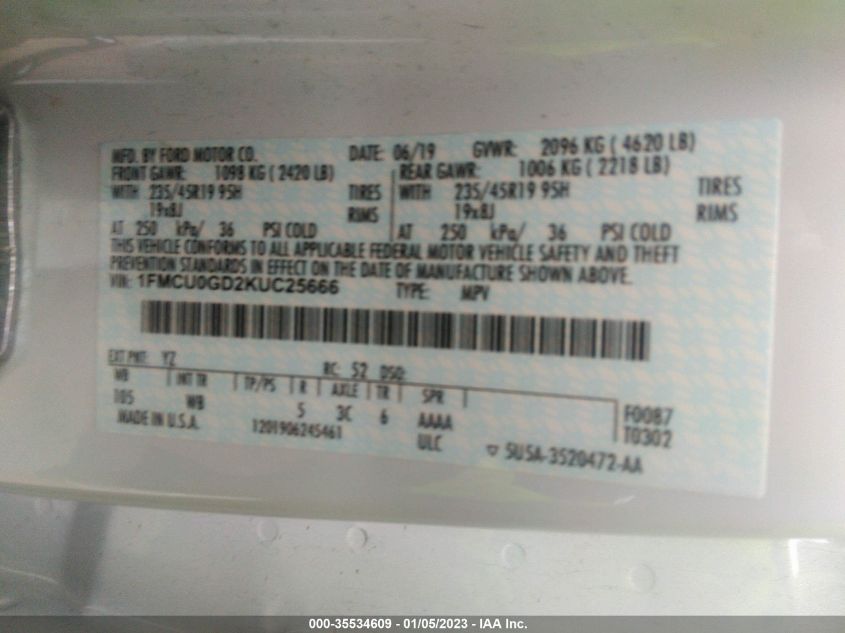 MFD. BY FORD MOTOR CO. DATE: 06/19 GVWR: 2096 KG ( 4620 LB)
FRONT GAWR: 1098 KG ( 2420 LB) REAR GAWR: 1006 KG ( 2218 LB)
WITH 235/45R19 95H TIRES WITH 235/45R19 95H TIRES
19x8J RIMS 19x8J RIMS
AT 250 kPa/ 36 PSI COLD AT 250 kPa/ 36 PSI COLD
THIS VEHICLE CONFORMS TO ALL APPLICABLE FEDERAL MOTOR VEHICLE SAFETY AND THEFT
PREVENTION STANDARDS IN EFFECT ON THE DATE OF MANUFACTURE SHOWN ABOVE.
VIN: 1FMCU0GD2KUC25666 TYPE: MPV
EXT PNT: YZ RC: 52 DSO:
WB INT TR TP/PS R AXLE TR SPR
105 WB 5 3C 6 AAAA F0087
MADE IN U.S.A. 1201906245461 ULC T0302
▽ 5U5A-3520472-AA
000-35534609 - 01/05/2023 - IAA Inc.